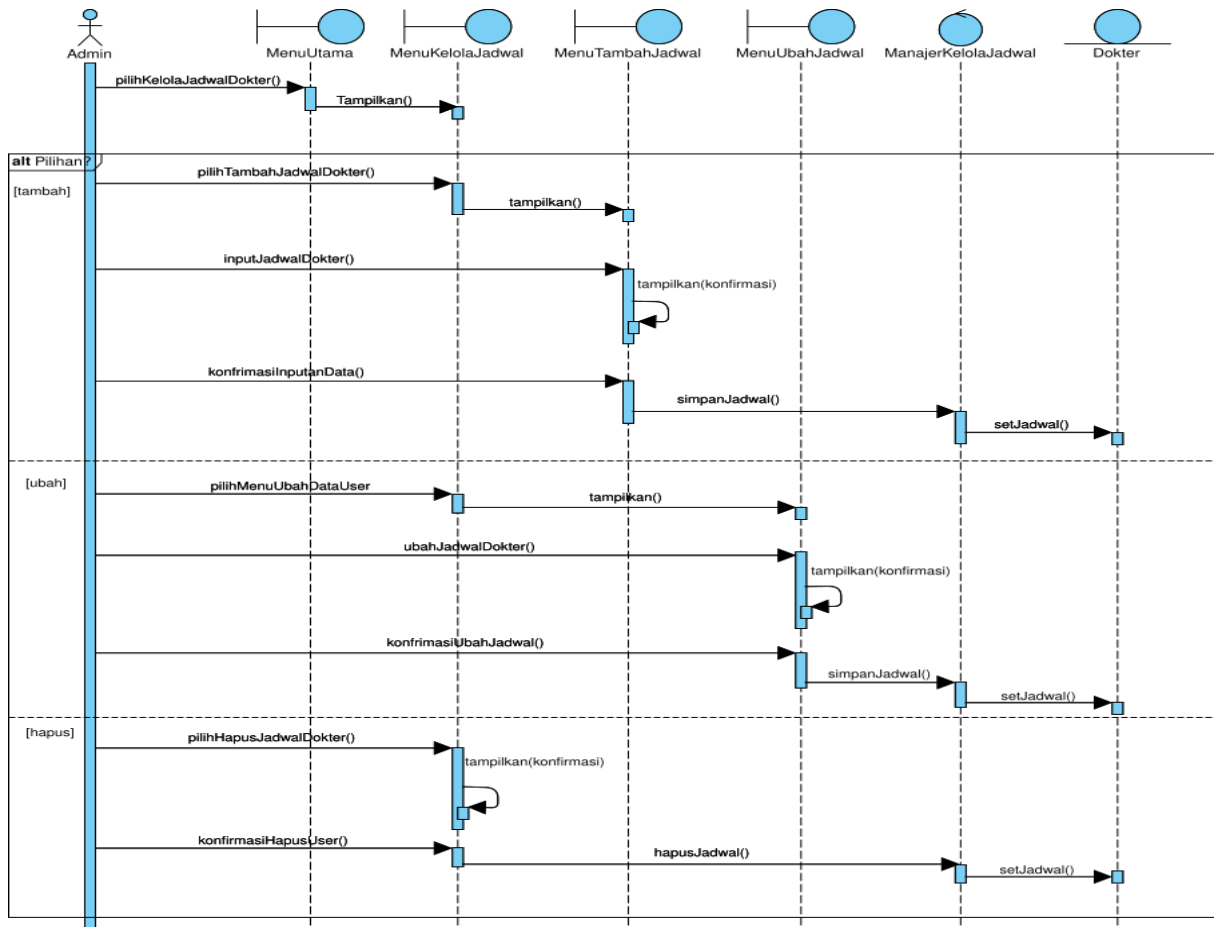 Admin
MenuUtama
MenuKelolaJadwal
MenuTambahJadwal
MenuUbahJadwal
ManajerKelolaJadwal
Dokter
pilihKelolaJadwalDokter()
Tampilkan()
alt Pilihan?
[tambah]
pilihTambahJadwalDokter()
tampilkan()
inputJadwalDokter()
tampilkan(konfirmasi)
konfrimasiInputanData()
simpanJadwal()
setJadwal()
[ubah]
pilihMenuUbahDataUser
tampilkan()
ubahJadwalDokter()
tampilkan(konfirmasi)
konfrimasiUbahJadwal()
simpanJadwal()
setJadwal()
[hapus]
pilihHapusJadwalDokter()
tampilkan(konfirmasi)
konfirmasiHapusUser()
hapusJadwal()
setJadwal()